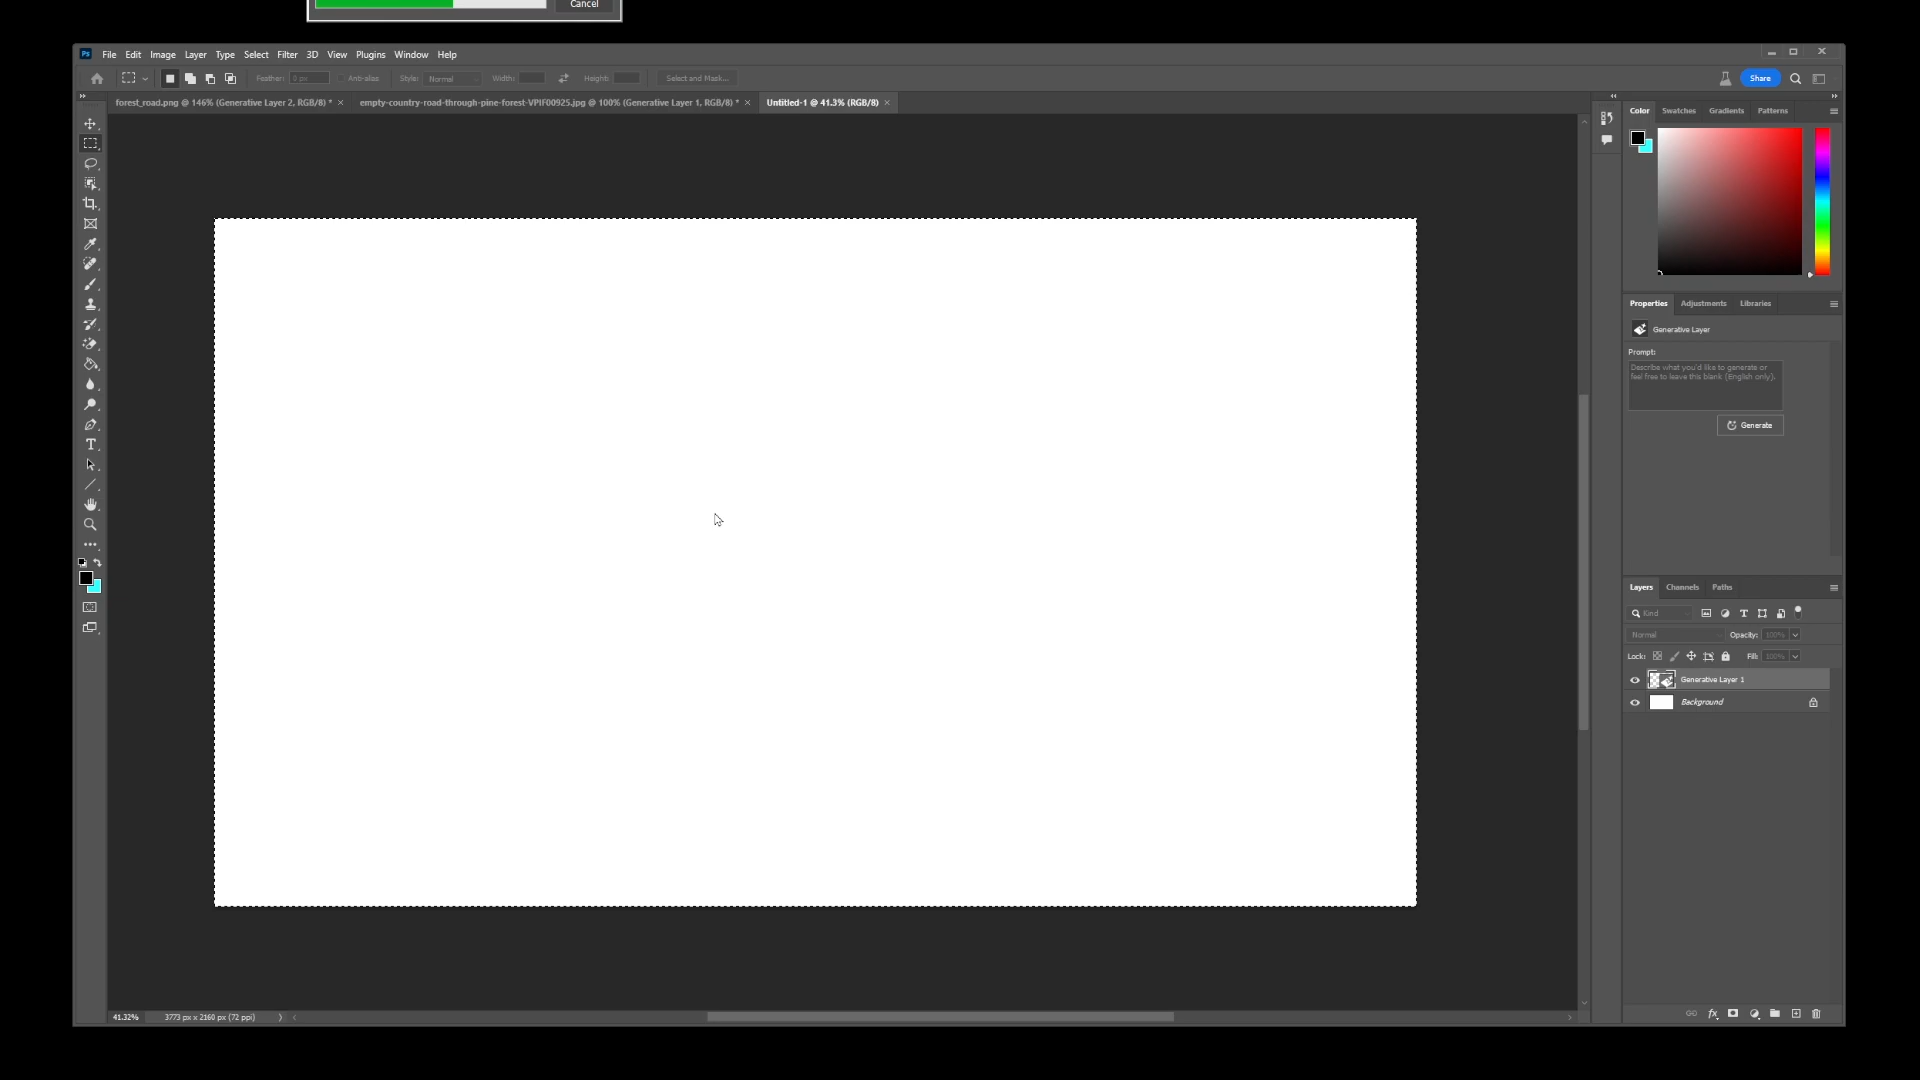 Cancel
Ps File Edit Image Layer Type Select Filter 3D View Plugins Window Help
Feather: 0 px Anti-alias Style: Normal Width: Height: Select and Mask... Share
forest_road.png @ 146% (Generative Layer 2, RGB/8) * × empty-country-road-through-pine-forest-VPIF00925.jpg @ 100% (Generative Layer 1, RGB/8) * × Untitled-1 @ 41.3% (RGB/8) ×
Color Swatches Gradients Patterns
Properties Adjustments Libraries
Generative Layer
Prompt:
Describe what you'd like to generate or
feel free to leave this blank (English only).
Generate
Layers Channels Paths
Kind
Normal Opacity: 100%
Lock: Fill: 100%
Generative Layer 1
Background
41.32% 3773 px x 2160 px (72 ppi)